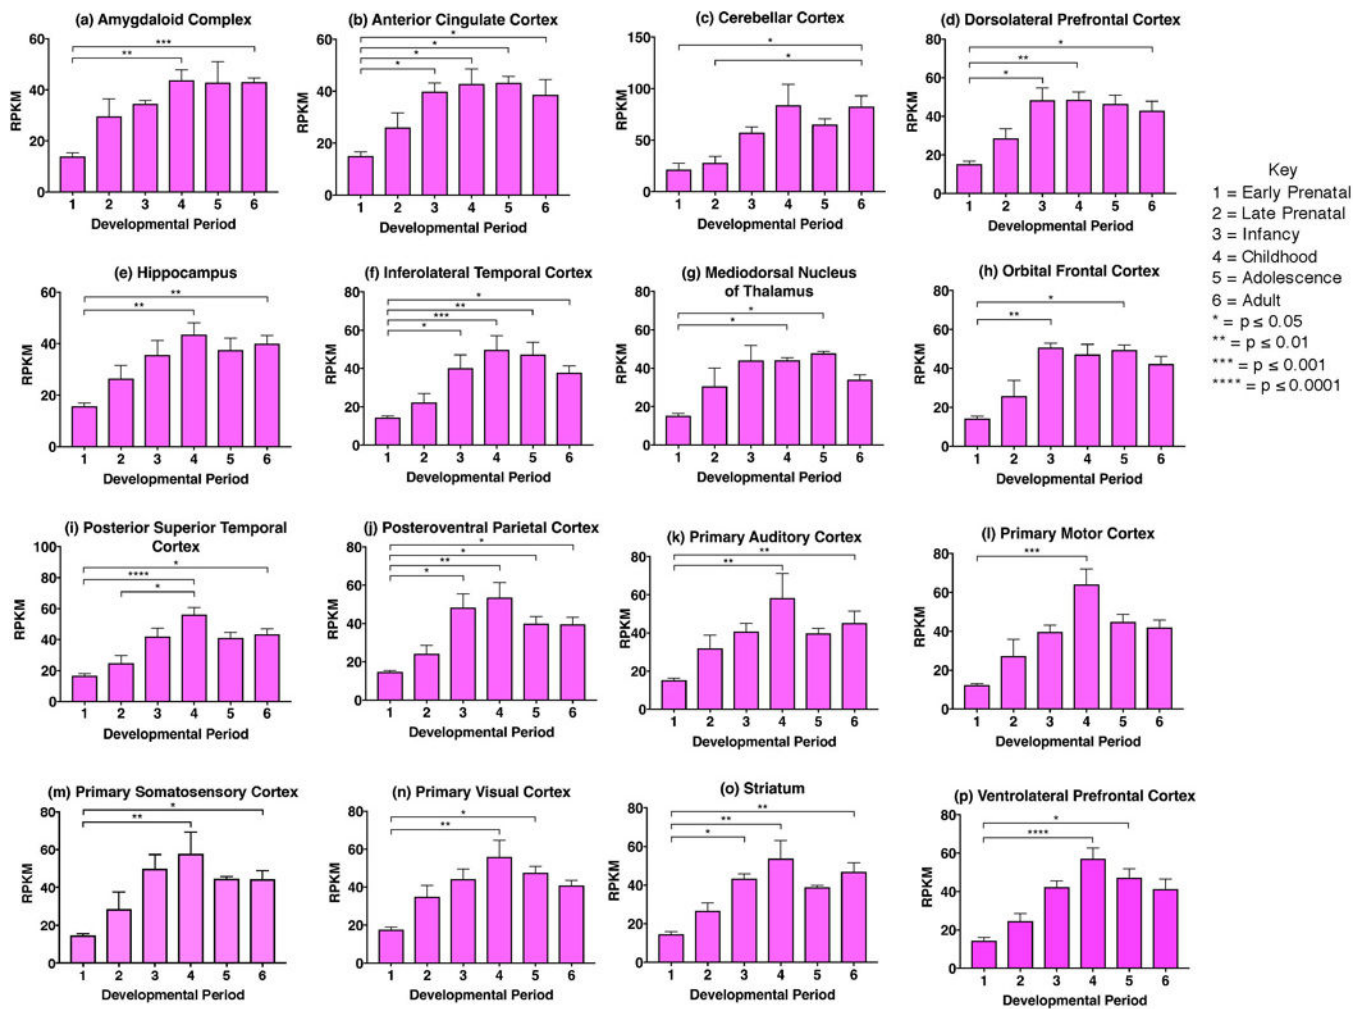 (a) Amygdaloid Complex
60
40
20
0
RPKM
***
**
1 2 3 4 5 6
Developmental Period
(b) Anterior Cingulate Cortex
60
40
20
0
RPKM
*
*
*
*
1 2 3 4 5 6
Developmental Period
(c) Cerebellar Cortex
150
100
50
0
RPKM
*
*
1 2 3 4 5 6
Developmental Period
(d) Dorsolateral Prefrontal Cortex
80
60
40
20
0
RPKM
*
**
*
1 2 3 4 5 6
Developmental Period
Key
1 = Early Prenatal
2 = Late Prenatal
3 = Infancy
4 = Childhood
5 = Adolescence
6 = Adult
* = p ≤ 0.05
** = p ≤ 0.01
*** = p ≤ 0.001
**** = p ≤ 0.0001
(e) Hippocampus
60
40
20
0
RPKM
**
**
1 2 3 4 5 6
Developmental Period
(f) Inferolateral Temporal Cortex
80
60
40
20
0
RPKM
*
**
***
*
1 2 3 4 5 6
Developmental Period
(g) Mediodorsal Nucleus
of Thalamus
80
60
40
20
0
RPKM
*
*
1 2 3 4 5 6
Developmental Period
(h) Orbital Frontal Cortex
80
60
40
20
0
RPKM
*
**
1 2 3 4 5 6
Developmental Period
(i) Posterior Superior Temporal
Cortex
100
80
60
40
20
0
RPKM
*
****
*
1 2 3 4 5 6
Developmental Period
(j) Posteroventral Parietal Cortex
80
60
40
20
0
RPKM
*
*
**
*
1 2 3 4 5 6
Developmental Period
(k) Primary Auditory Cortex
80
60
40
20
0
RPKM
**
**
1 2 3 4 5 6
Developmental Period
(l) Primary Motor Cortex
80
60
40
20
0
RPKM
***
1 2 3 4 5 6
Developmental Period
(m) Primary Somatosensory Cortex
80
60
40
20
0
RPKM
*
**
1 2 3 4 5 6
Developmental Period
(n) Primary Visual Cortex
80
60
40
20
0
RPKM
*
**
1 2 3 4 5 6
Developmental Period
(o) Striatum
80
60
40
20
0
RPKM
**
**
*
1 2 3 4 5 6
Developmental Period
(p) Ventrolateral Prefrontal Cortex
80
60
40
20
0
RPKM
*
****
1 2 3 4 5 6
Developmental Period